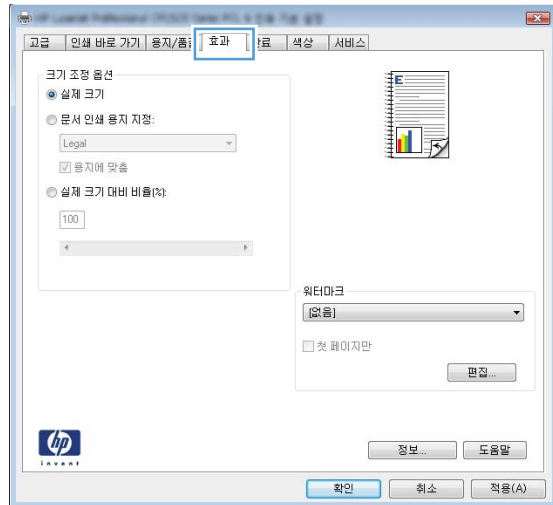 고급 인쇄 바로 가기 용지/품질 효과 료 색상 서비스
크기 조정 옵션
실제 크기
문서 인쇄 용지 지정:
Legal
용지에 맞춤
실제 크기 대비 비율(%):
100
E
워터마크
[없음]
첫 페이지만
편집...
hp
invent
정보... 도움말
확인 취소 적용(A)